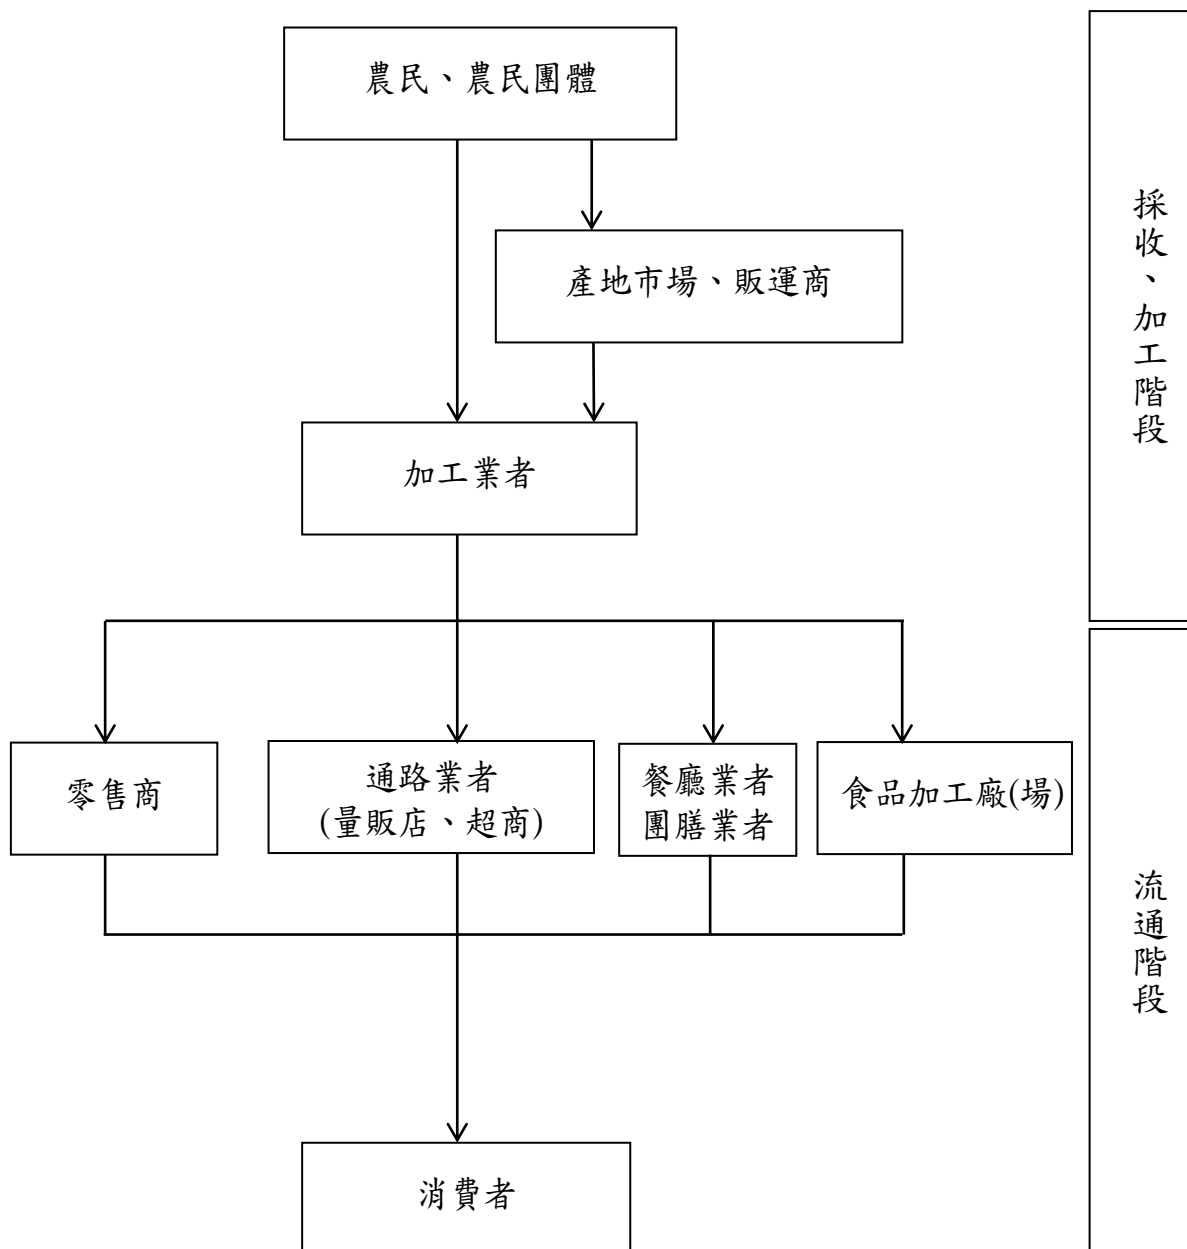 農民、農民團體
產地市場、販運商
加工業者
採收、加工階段
零售商
通路業者
(量販店、超商)
餐廳業者
團膳業者
食品加工廠(場)
流通階段
消費者